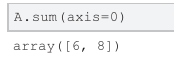 A.sum(axis=0)
array([6, 8])